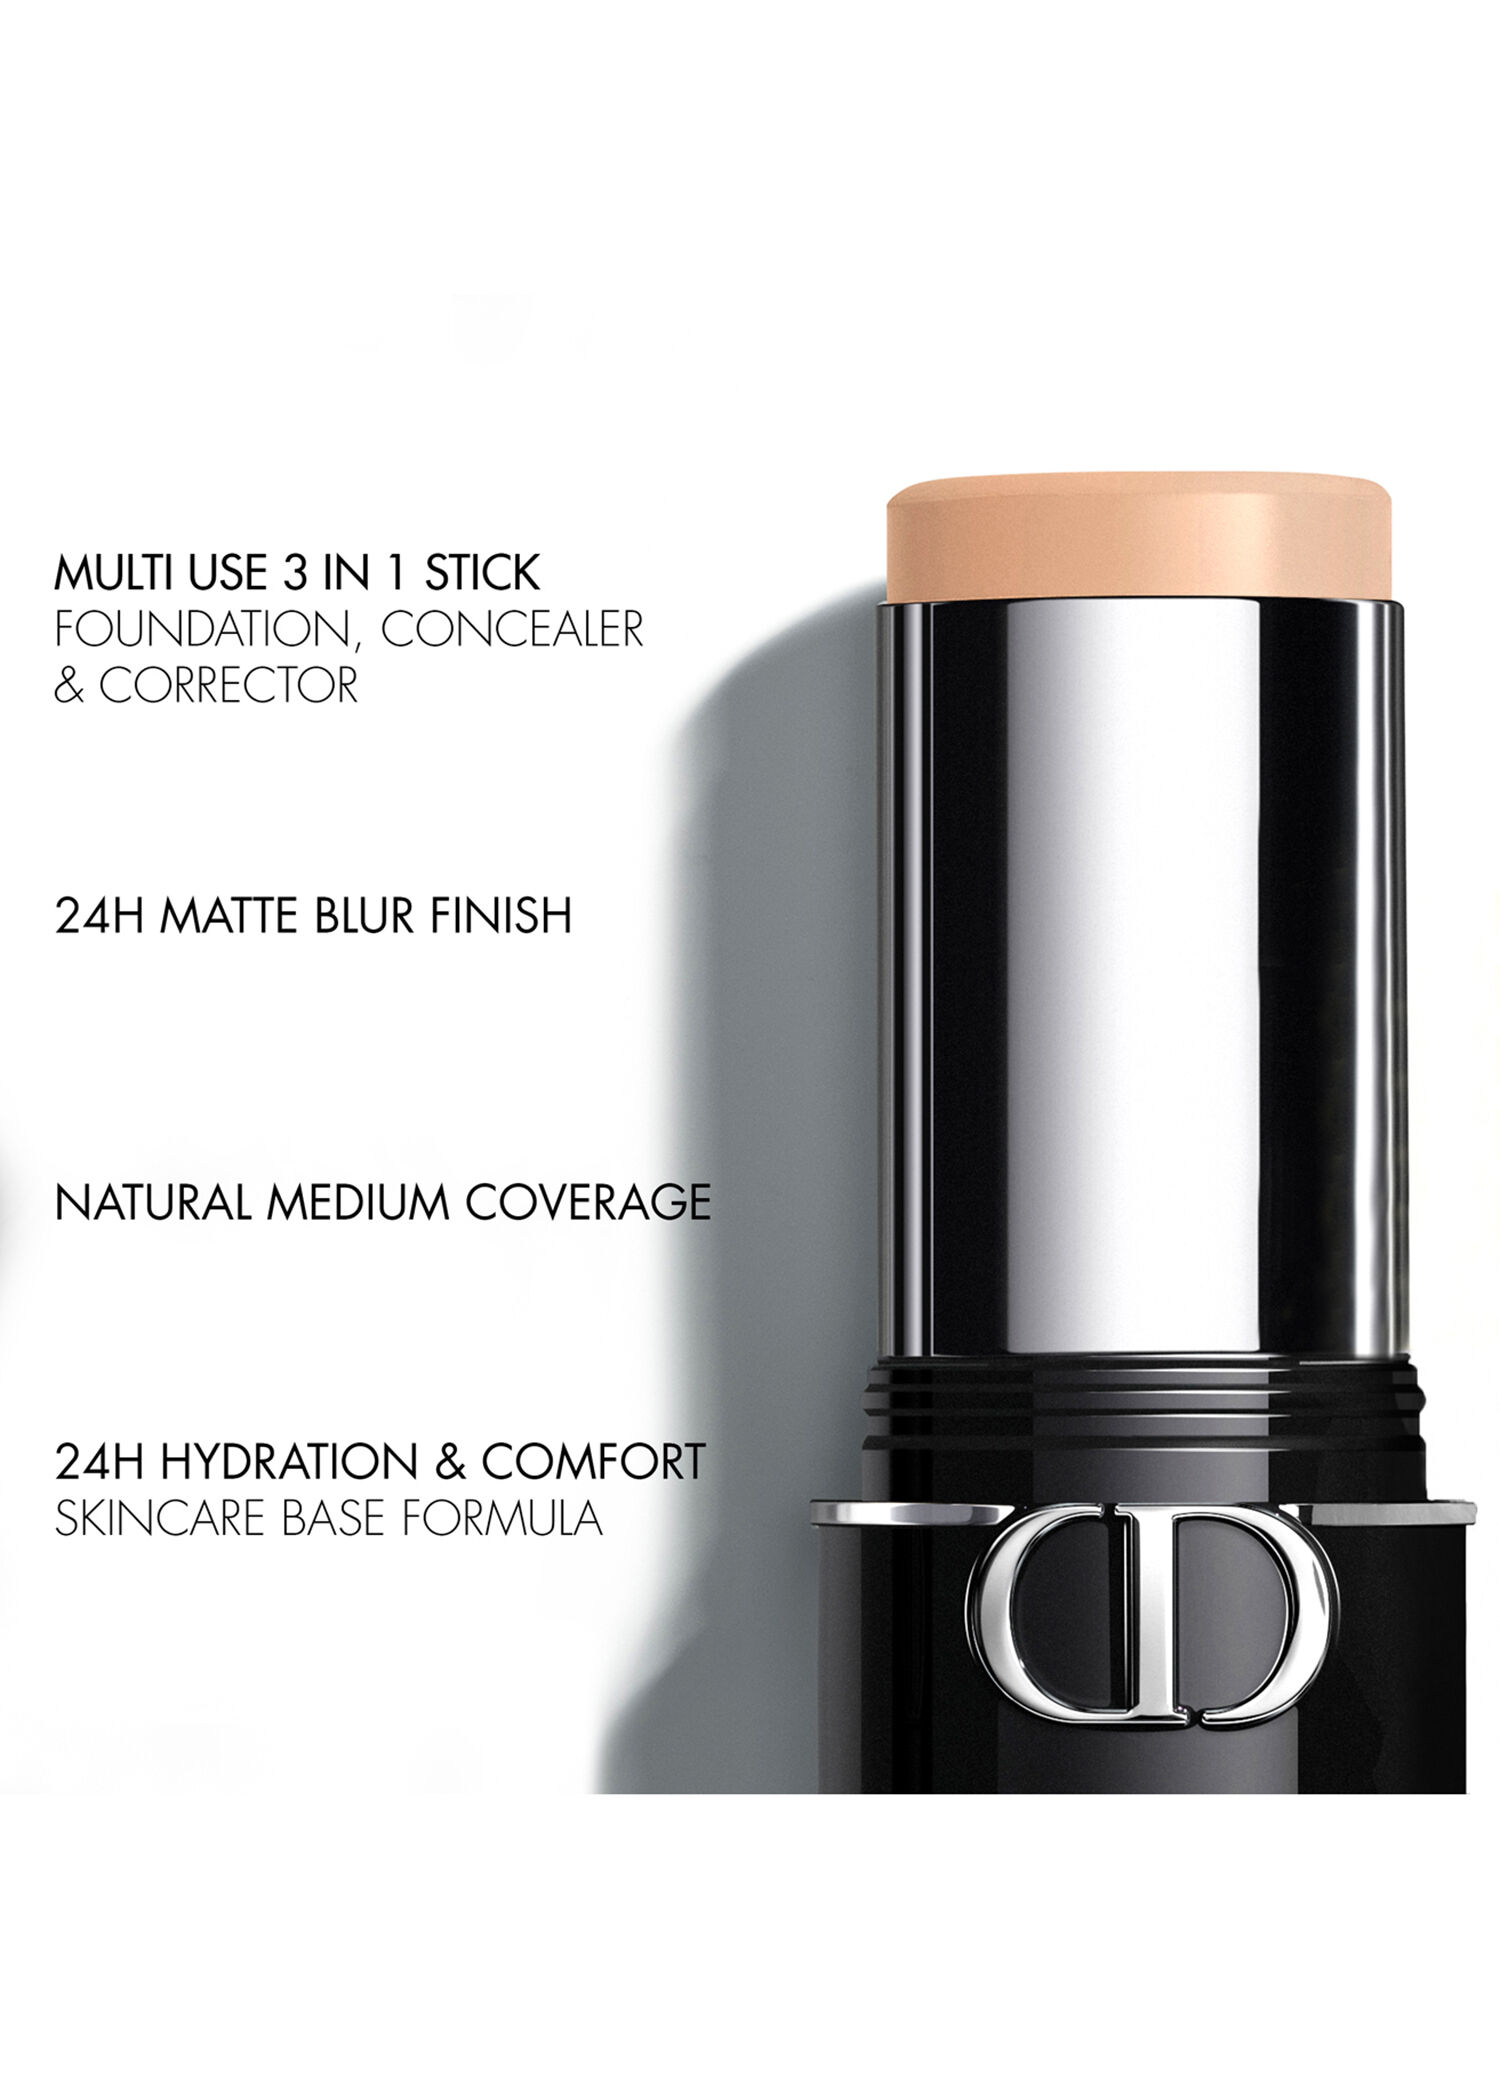 MULTI USE 3 IN 1 STICK
FOUNDATION, CONCEALER
& CORRECTOR
24H MATTE BLUR FINISH
NATURAL MEDIUM COVERAGE
24H HYDRATION & COMFORT
SKINCARE BASE FORMULA
CD